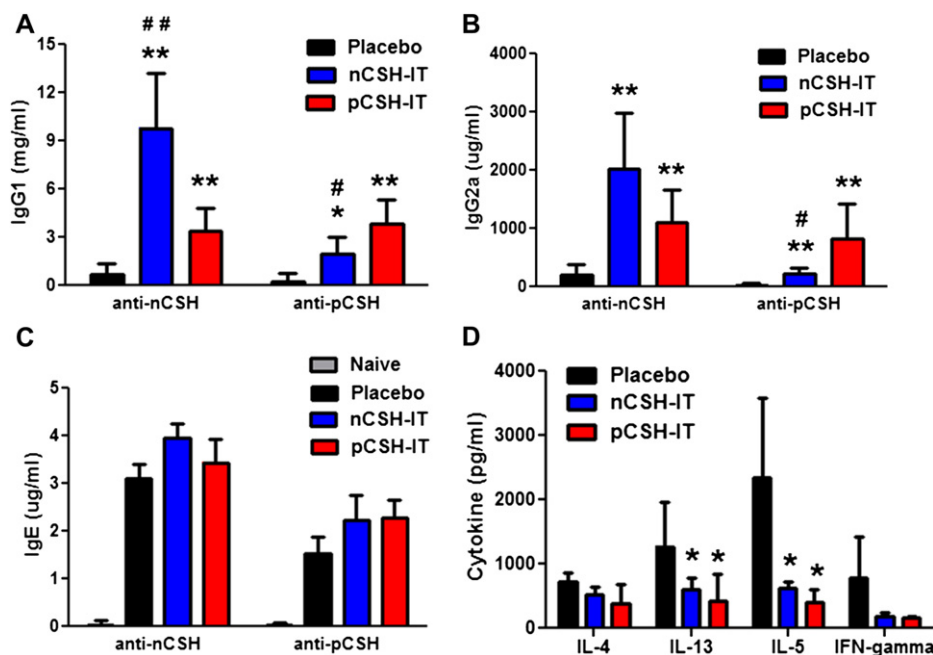 A
IgG1 (mg/ml)
15
12
9
6
3
0
# #
**
**
#
*
**
Placebo
nCSH-IT
pCSH-IT
anti-nCSH
anti-pCSH
B
IgG2a (ug/ml)
4000
3000
2000
1000
0
**
**
#
**
**
Placebo
nCSH-IT
pCSH-IT
anti-nCSH
anti-pCSH
C
IgE (ug/ml)
5
4
3
2
1
0
Naive
Placebo
nCSH-IT
pCSH-IT
anti-nCSH
anti-pCSH
D
Cytokine (pg/ml)
4000
3000
2000
1000
0
Placebo
nCSH-IT
pCSH-IT
*
*
*
*
IL-4
IL-13
IL-5
IFN-gamma